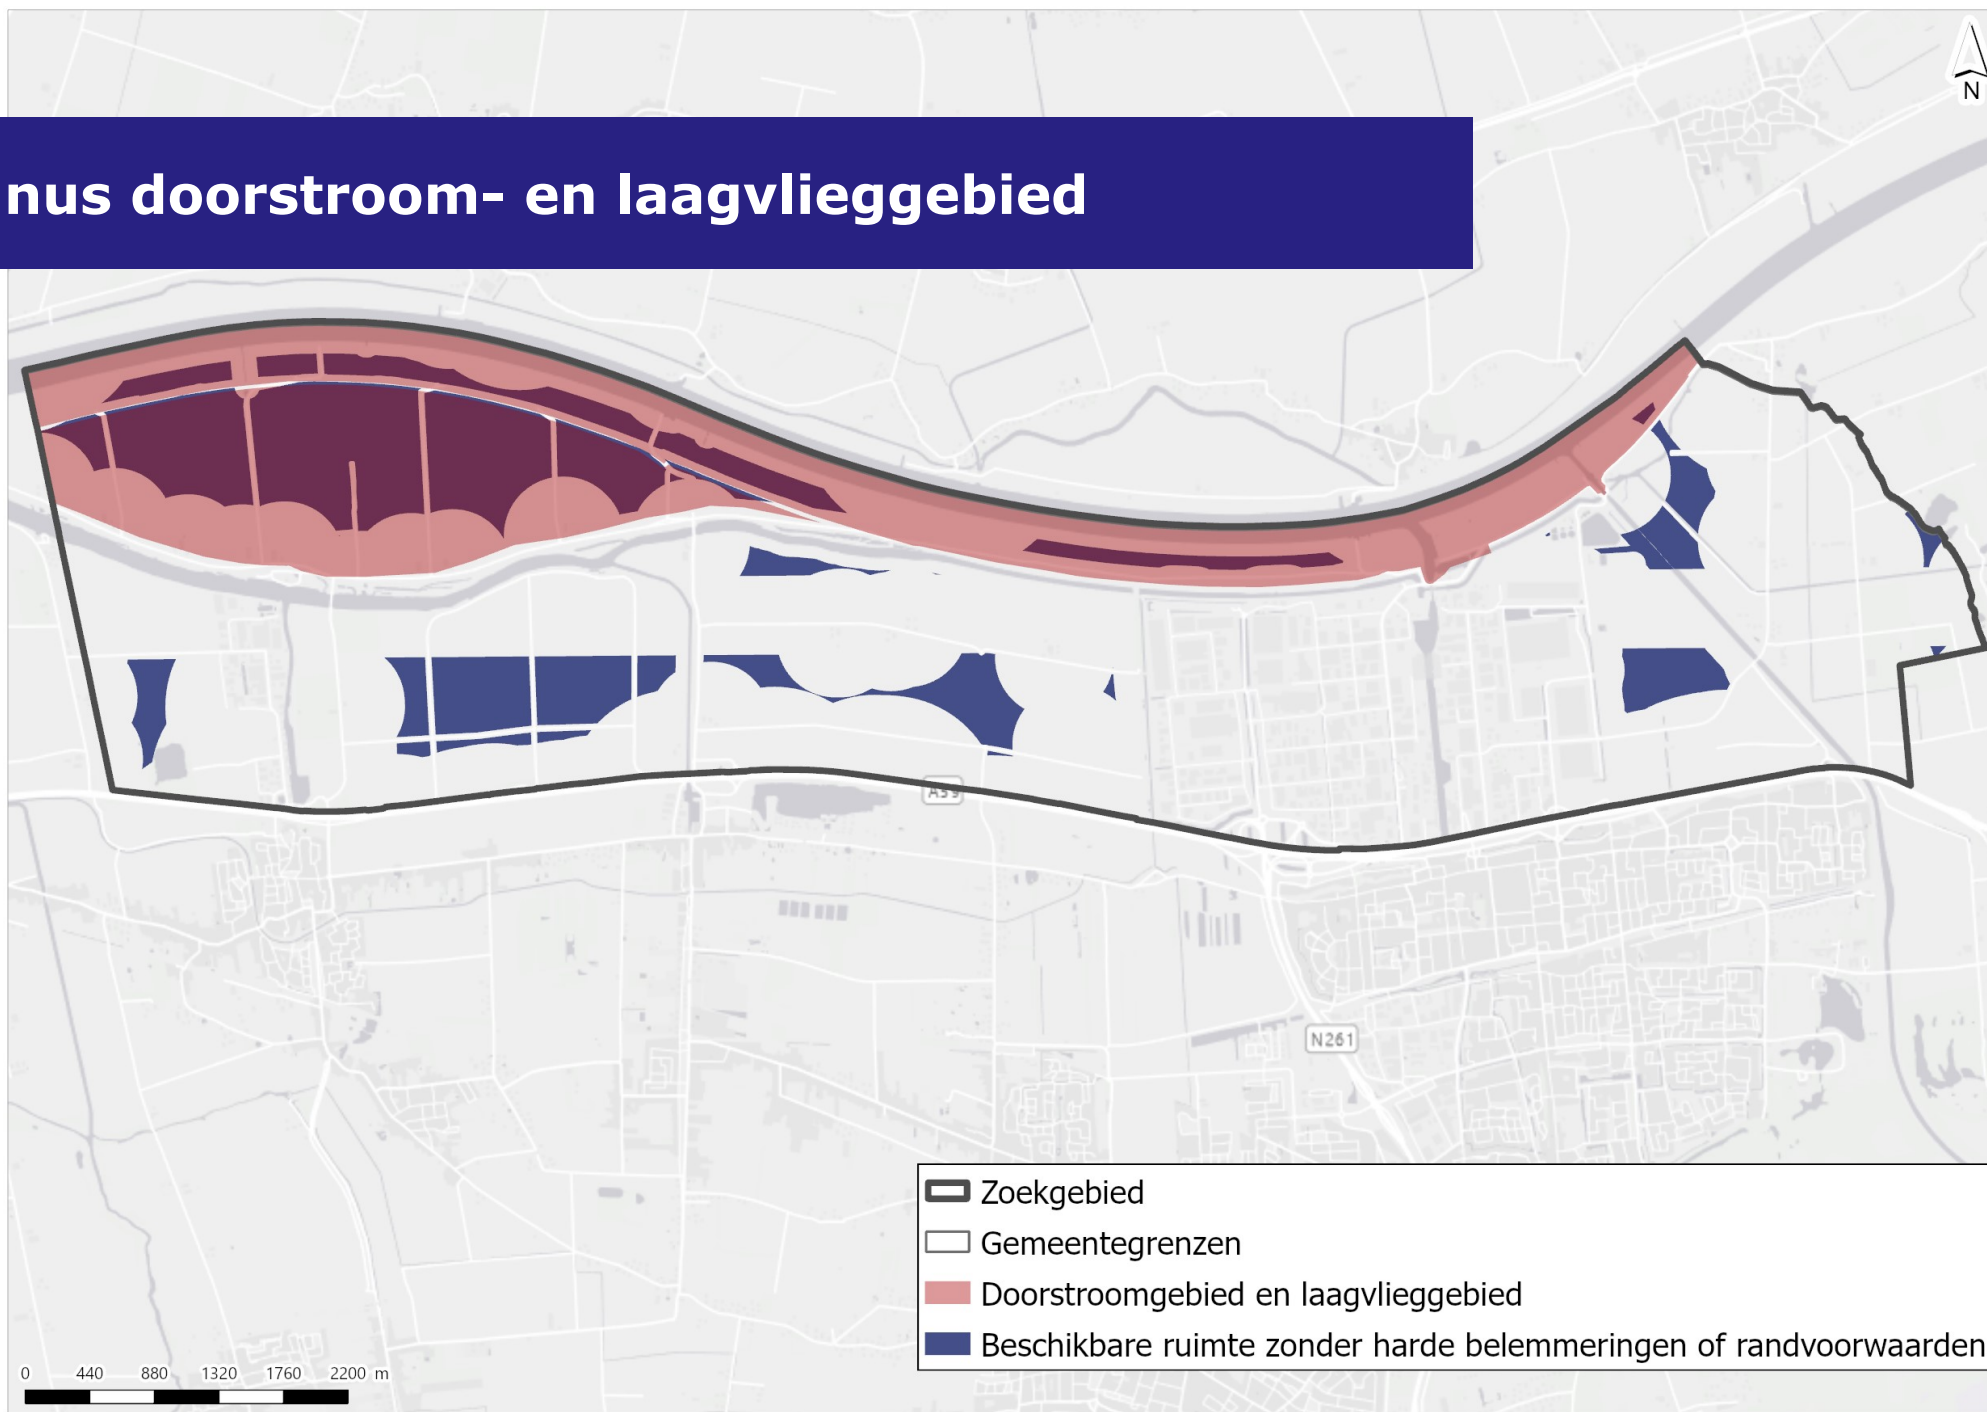 N
nus doorstroom- en laagvlieggebied
A59
N261
Zoekgebied
Gemeentegrenzen
Doorstroomgebied en laagvlieggebied
Beschikbare ruimte zonder harde belemmeringen of randvoorwaarden
0 440 880 1320 1760 2200 m